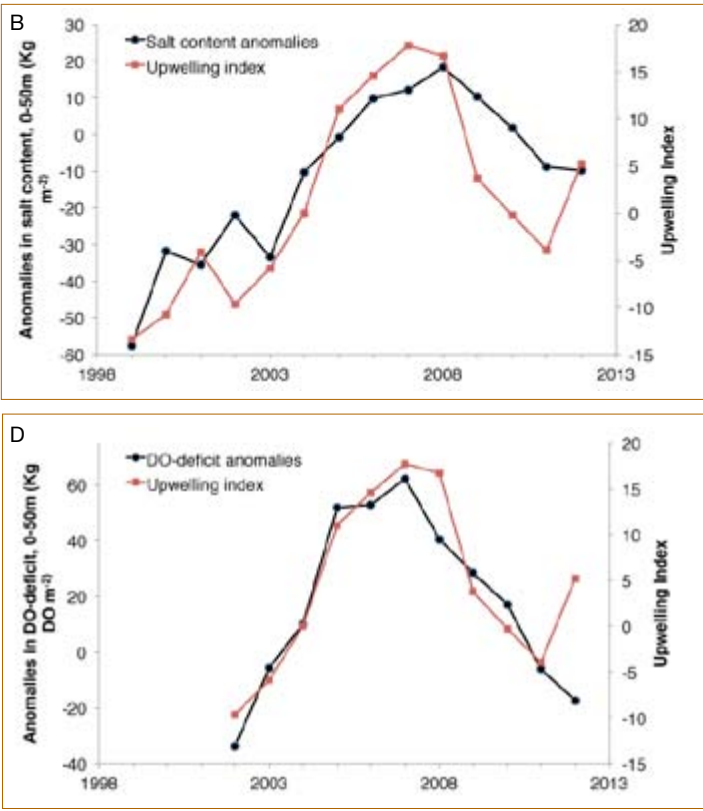 B
Salt content anomalies
Upwelling index
Anomalies in salt content, 0-50m (Kg
m-2)
30
20
10
0
-10
-20
-30
-40
-50
-60
20
15
10
5
0
-5
-10
-15
Upwelling Index
1998 2003 2008 2013
D
DO-deficit anomalies
Upwelling index
Anomalies in DO-deficit, 0-50m (Kg
DO m-2)
60
40
20
0
-20
-40
20
15
10
5
0
-5
-10
-15
Upwelling Index
1998 2003 2008 2013